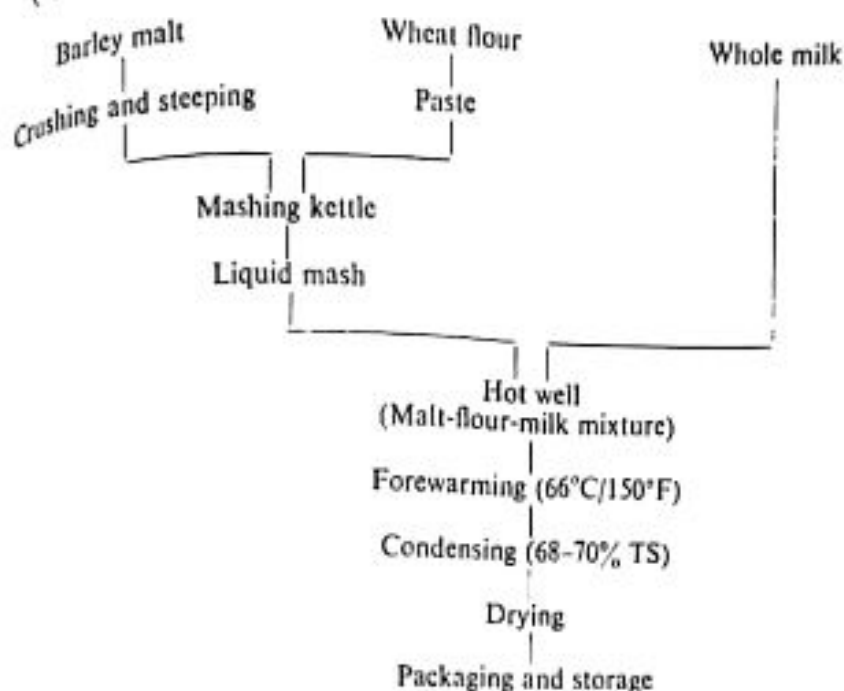 Barley malt
Wheat flour
Whole milk
Crushing and steeping
Paste
Mashing kettle
Liquid mash
Hot well
(Malt-flour-milk mixture)
Forewarming (66°C/150°F)
Condensing (68-70% TS)
Drying
Packaging and storage